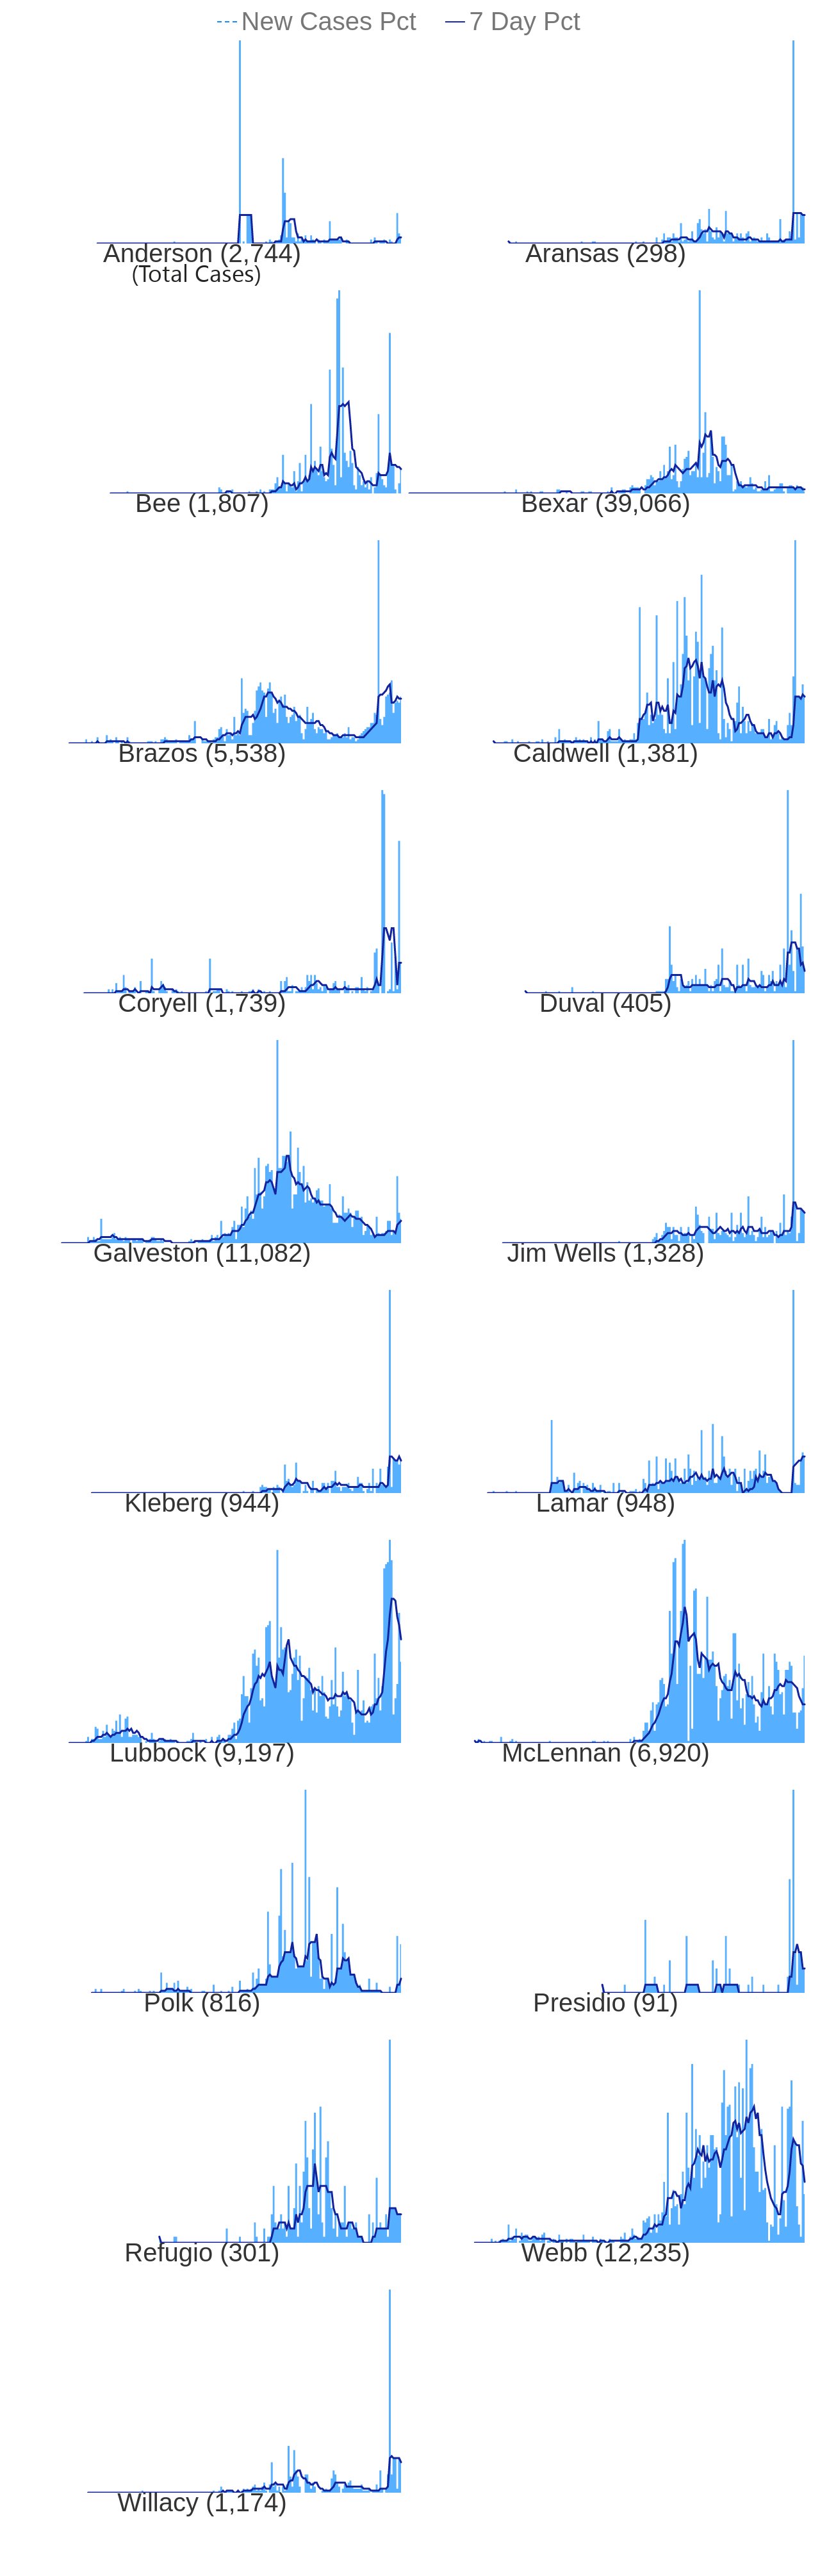 New Cases Pct 7 Day Pct
Anderson (2,744) Aransas (298)
(Total Cases)
Bee (1,807) Bexar (39,066)
Brazos (5,538) Caldwell (1,381)
Coryell (1,739) Duval (405)
Galveston (11,082) Jim Wells (1,328)
Kleberg (944) Lamar (948)
Lubbock (9,197) McLennan (6,920)
Polk (816) Presidio (91)
Refugio (301) Webb (12,235)
Willacy (1,174)